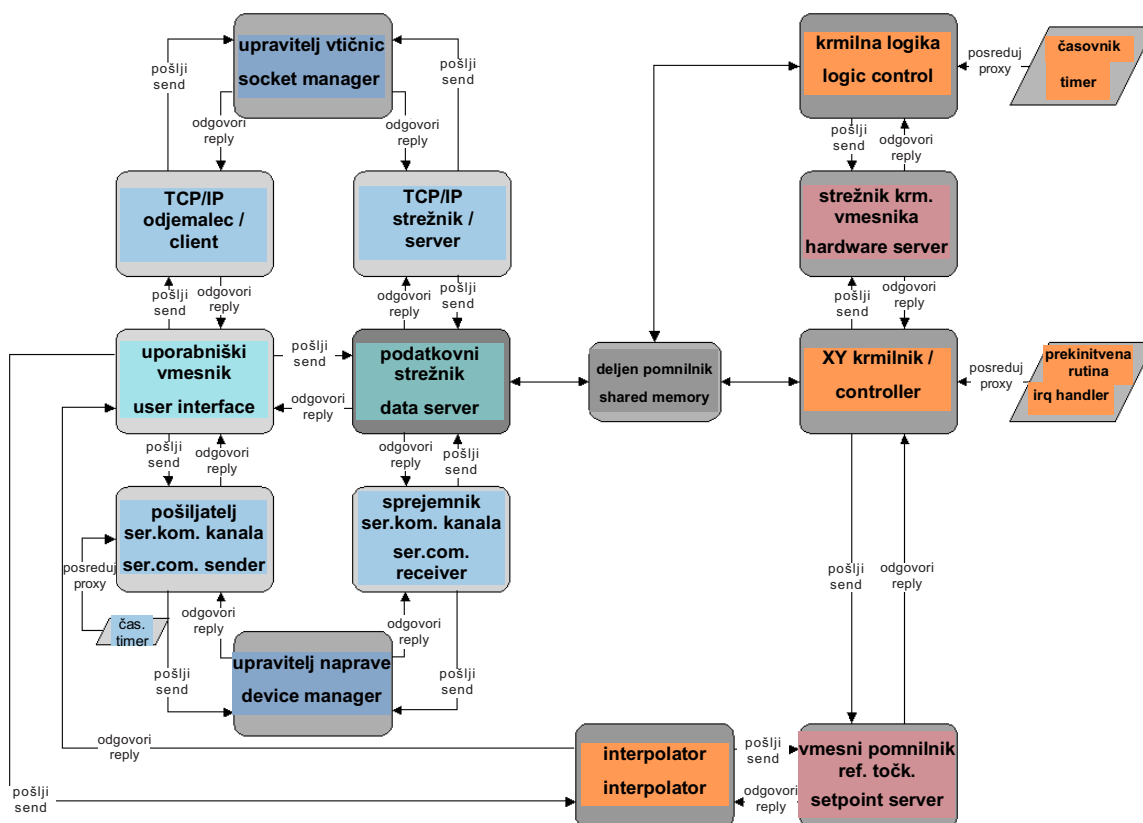 upravitelj vtičnic
socket manager
krmilna logika
logic control
časovnik
timer
posreduj
proxy
pošlji
send
pošlji
send
odgovori
reply
odgovori
reply
pošlji
send
odgovori
reply
TCP/IP
odjemalec /
client
TCP/IP
strežnik /
server
strežnik krm.
vmesnika
hardware server
pošlji
send
odgovori
reply
odgovori
reply
pošlji
send
pošlji
send
odgovori
reply
uporabniški
vmesnik
user interface
pošlji
send
odgovori
reply
podatkovni
strežnik
data server
deljen pomnilnik
shared memory
XY krmilnik /
controller
posreduj
proxy
prekinitvena
rutina
irq handler
pošlji
send
odgovori
reply
odgovori
reply
pošlji
send
pošiljatelj
ser.kom. kanala
ser.com. sender
sprejemnik
ser.kom. kanala
ser.com.
receiver
posreduj
proxy
čas.
timer
odgovori
reply
odgovori
reply
pošlji
send
odgovori
reply
upravitelj naprave
device manager
pošlji
send
pošlji
send
odgovori
reply
interpolator
interpolator
pošlji
send
odgovori
reply
vmesni pomnilnik
ref. točk.
setpoint server
pošlji
send